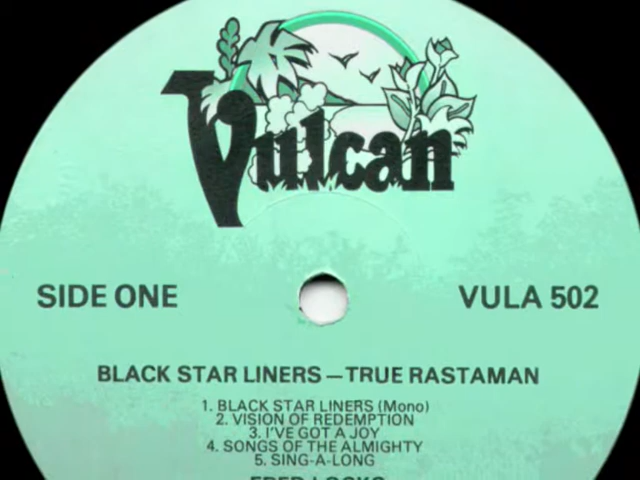 Vulcan
SIDE ONE
VULA 502
BLACK STAR LINERS – TRUE RASTAMAN
1. BLACK STAR LINERS (Mono)
2. VISION OF REDEMPTION
3. I'VE GOT A JOY
4. SONGS OF THE ALMIGHTY
5. SING-A-LONG